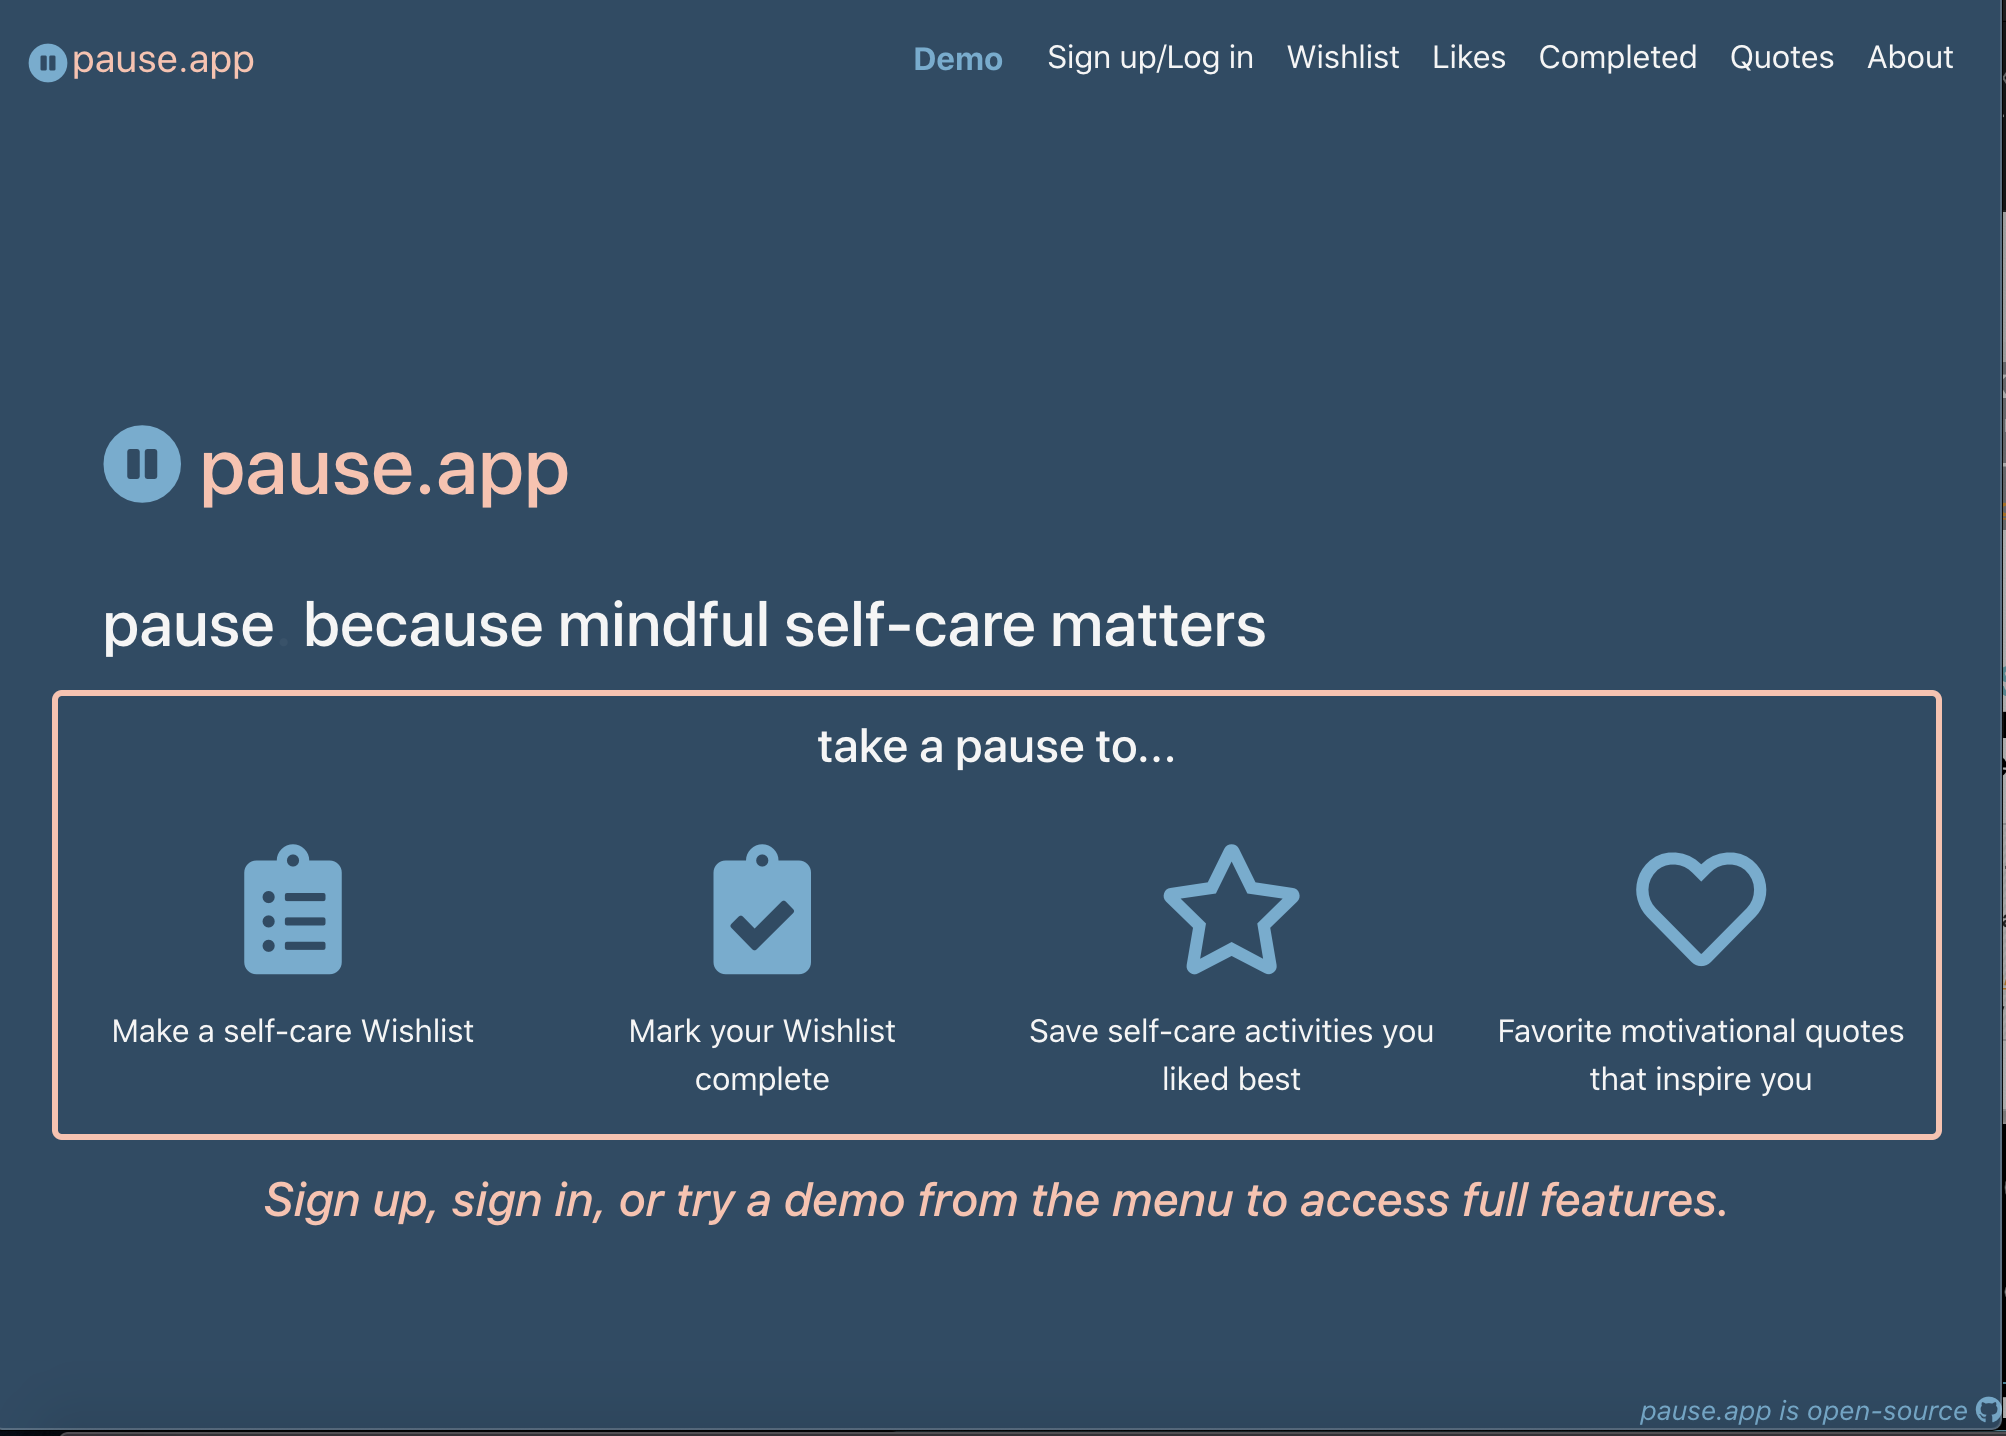 pause.app
Demo Sign up/Log in Wishlist Likes Completed Quotes About
pause.app
pause. because mindful self-care matters
take a pause to...
Make a self-care Wishlist
Mark your Wishlist
complete
Save self-care activities you
liked best
Favorite motivational quotes
that inspire you
Sign up, sign in, or try a demo from the menu to access full features.
pause.app is open-source